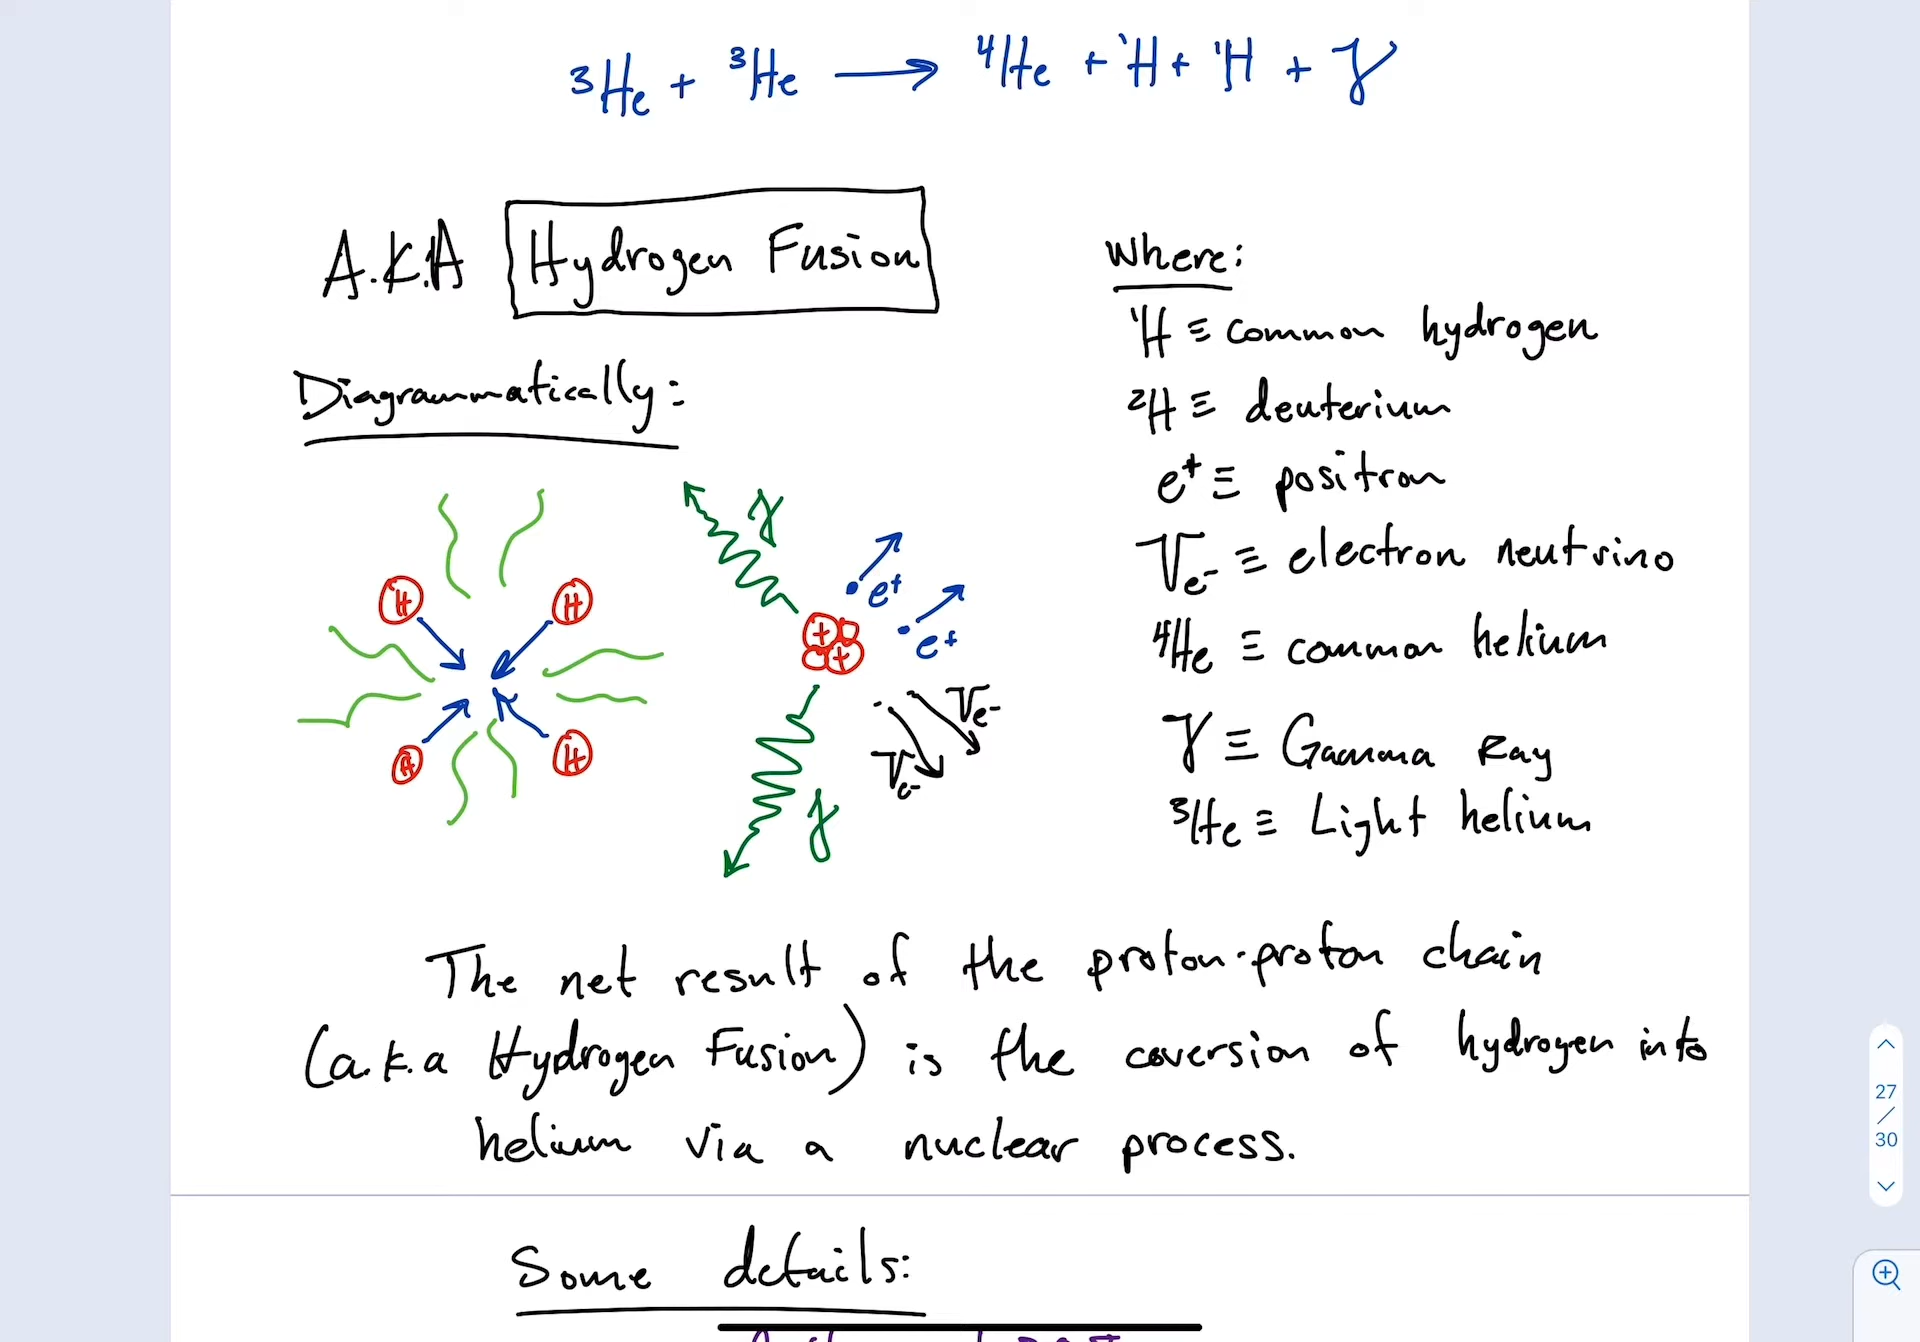 ³He + ³He ⟶ ⁴He + ¹H + ¹H + γ
A.K.A Hydrogen Fusion
Where:
¹H ≡ common hydrogen
Diagrammatically:
²H ≡ deuterium
e⁺ ≡ positron
νe- ≡ electron neutrino
⁴He ≡ common helium
γ ≡ Gamma Ray
³He ≡ Light helium
H H
H H
γ
e⁺
e⁺
+
+
νe-
νe-
γ
The net result of the proton-proton chain
(a.k.a Hydrogen Fusion) is the coversion of hydrogen into
helium via a nuclear process.
27
/
30
Some details: